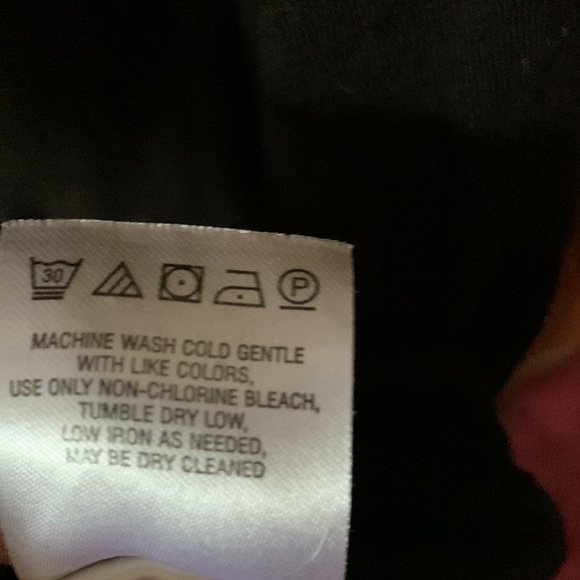 30 P
MACHINE WASH COLD GENTLE
WITH LIKE COLORS,
USE ONLY NON-CHLORINE BLEACH,
TUMBLE DRY LOW,
LOW IRON AS NEEDED,
MAY BE DRY CLEANED